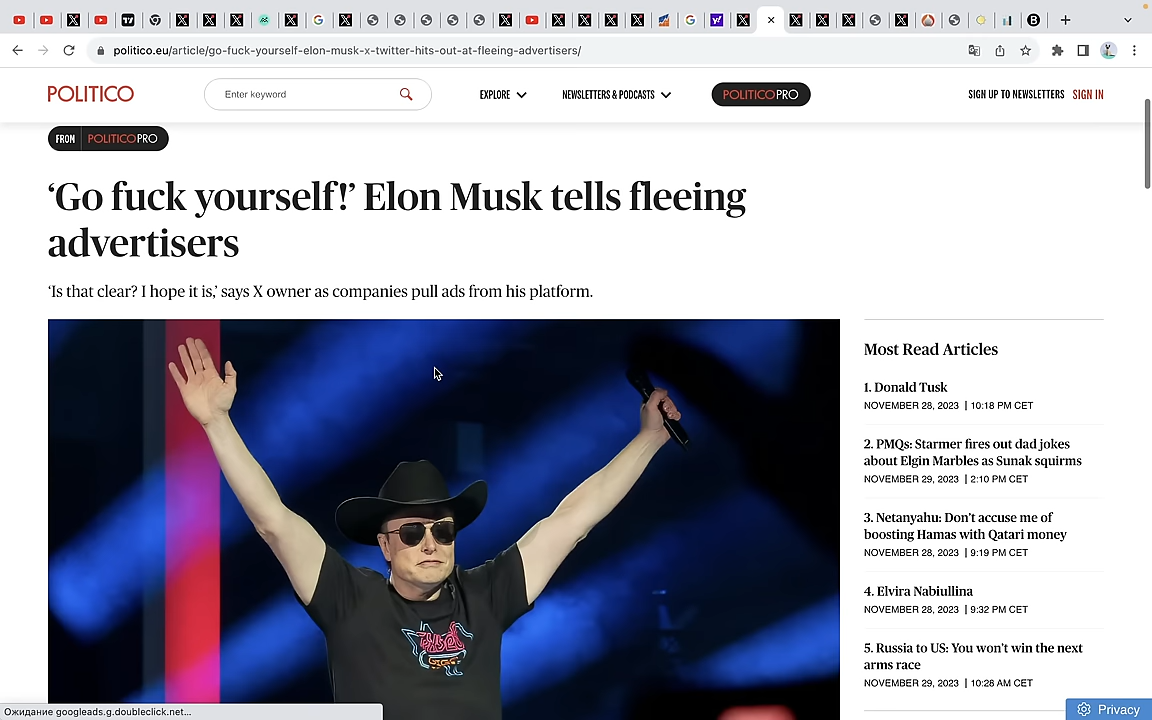 politico.eu/article/go-fuck-yourself-elon-musk-x-twitter-hits-out-at-fleeing-advertisers/
POLITICO
Enter keyword
EXPLORE
NEWSLETTERS & PODCASTS
POLITICOPRO
SIGN UP TO NEWSLETTERS
SIGN IN
FROM POLITICOPRO
‘Go fuck yourself!’ Elon Musk tells fleeing
advertisers
‘Is that clear? I hope it is,’ says X owner as companies pull ads from his platform.
Most Read Articles
1. Donald Tusk
NOVEMBER 28, 2023 | 10:18 PM CET
2. PMQs: Starmer fires out dad jokes
about Elgin Marbles as Sunak squirms
NOVEMBER 29, 2023 | 2:10 PM CET
3. Netanyahu: Don’t accuse me of
boosting Hamas with Qatari money
NOVEMBER 28, 2023 | 9:19 PM CET
4. Elvira Nabiullina
NOVEMBER 28, 2023 | 9:32 PM CET
5. Russia to US: You won’t win the next
arms race
NOVEMBER 29, 2023 | 10:28 AM CET
Ожидание googleads.g.doubleclick.net...
Privacy